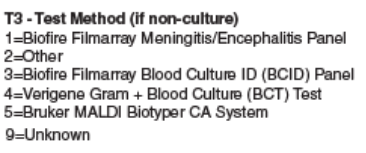 T3 - Test Method (if non-culture)
1=Biofire Filmarray Meningitis/Encephalitis Panel
2=Other
3=Biofire Filmarray Blood Culture ID (BCID) Panel
4=Verigene Gram + Blood Culture (BCT) Test
5=Bruker MALDI Biotyper CA System
9=Unknown